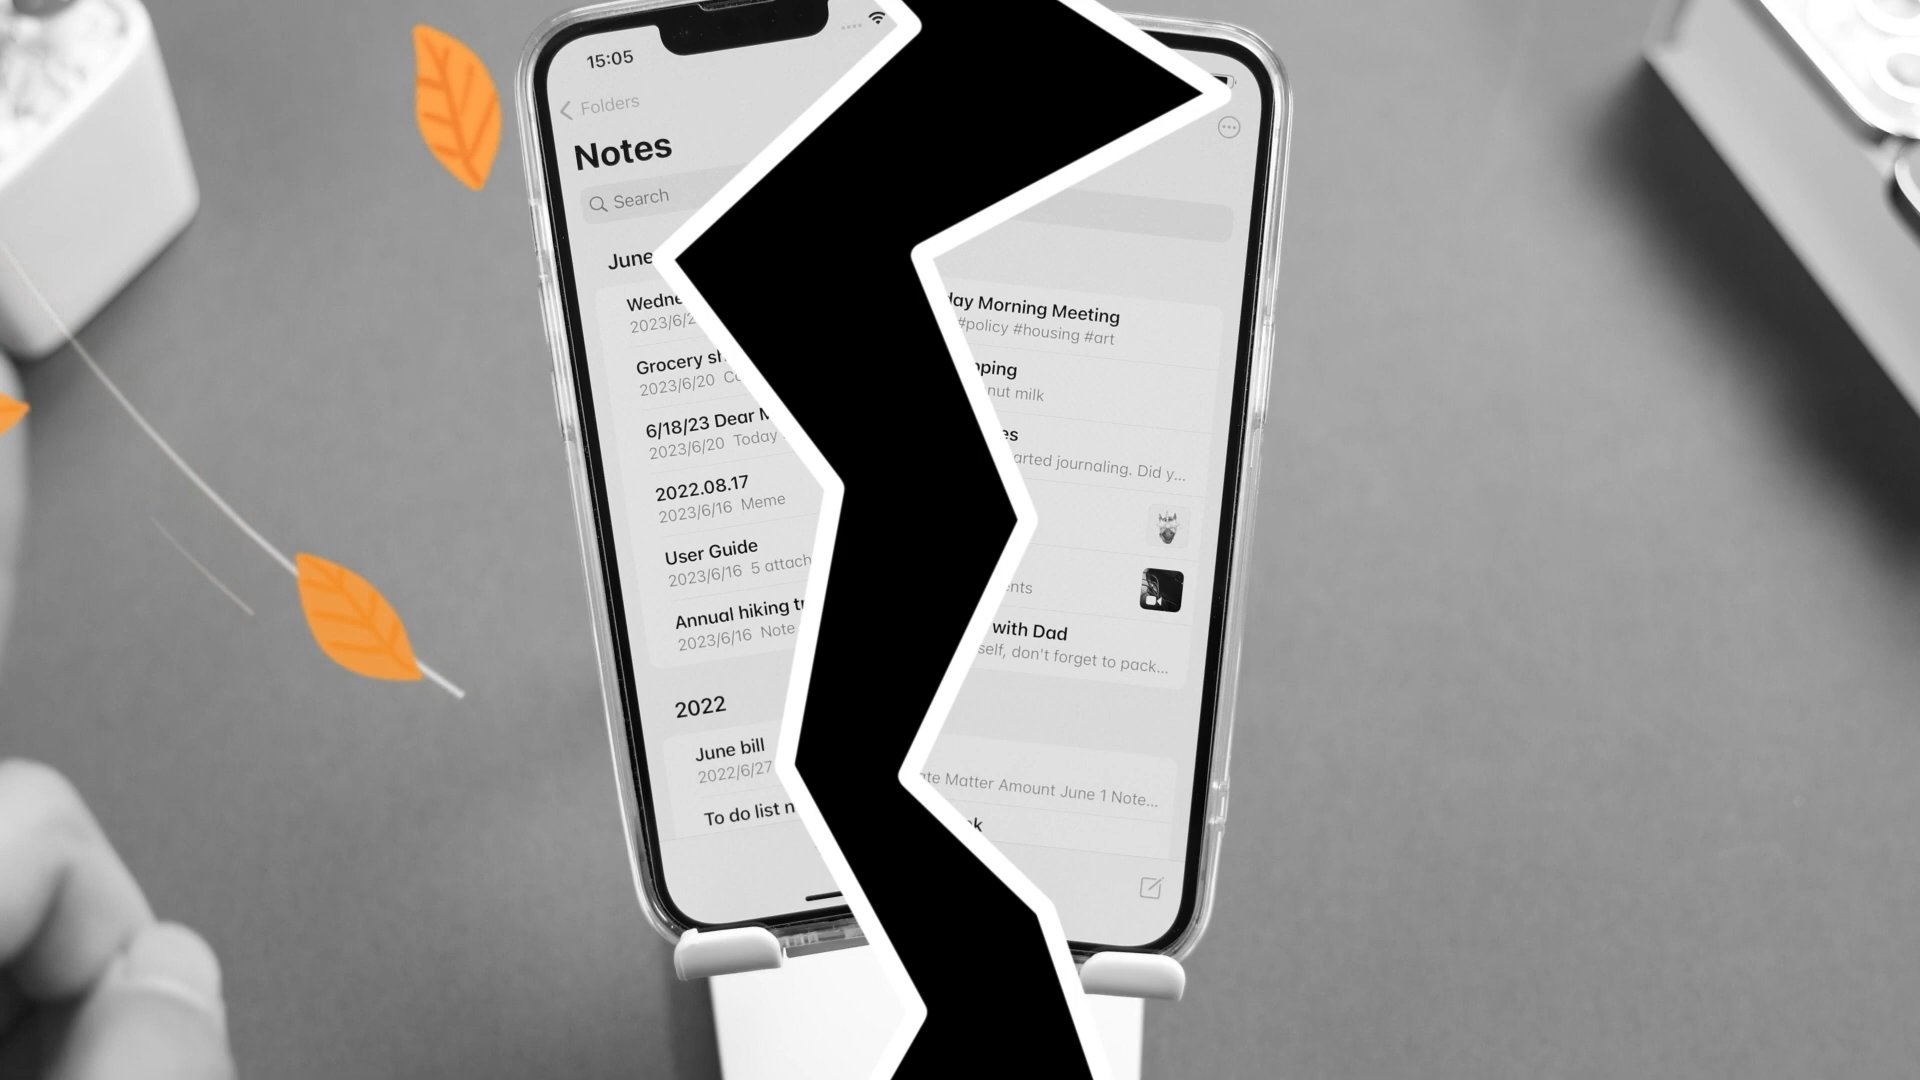 15:05
Folders
Notes
Search
June
2023/6/2
day Morning Meeting
#policy #housing #art
Grocery sh pping
2023/6/20 Co nut milk
6/18/23 Dear M es
2023/6/20 Today arted journaling. Did y...
2022.08.17
2023/6/16 Meme
User Guide
2023/6/16 5 attach ents
Annual hiking tr with Dad
2023/6/16 Note self, don't forget to pack...
2022
June bill
2022/6/27 ate Matter Amount June 1 Note...
To do list